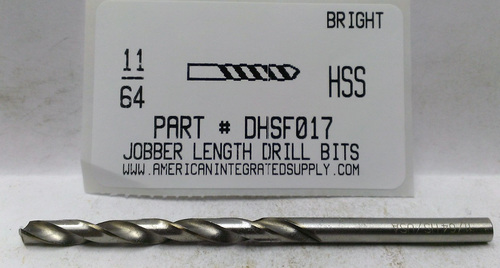 BRIGHT
11/64
HSS
PART # DHSF017
JOBBER LENGTH DRILL BITS
WWW.AMERICANINTEGRATEDSUPPLY.COM